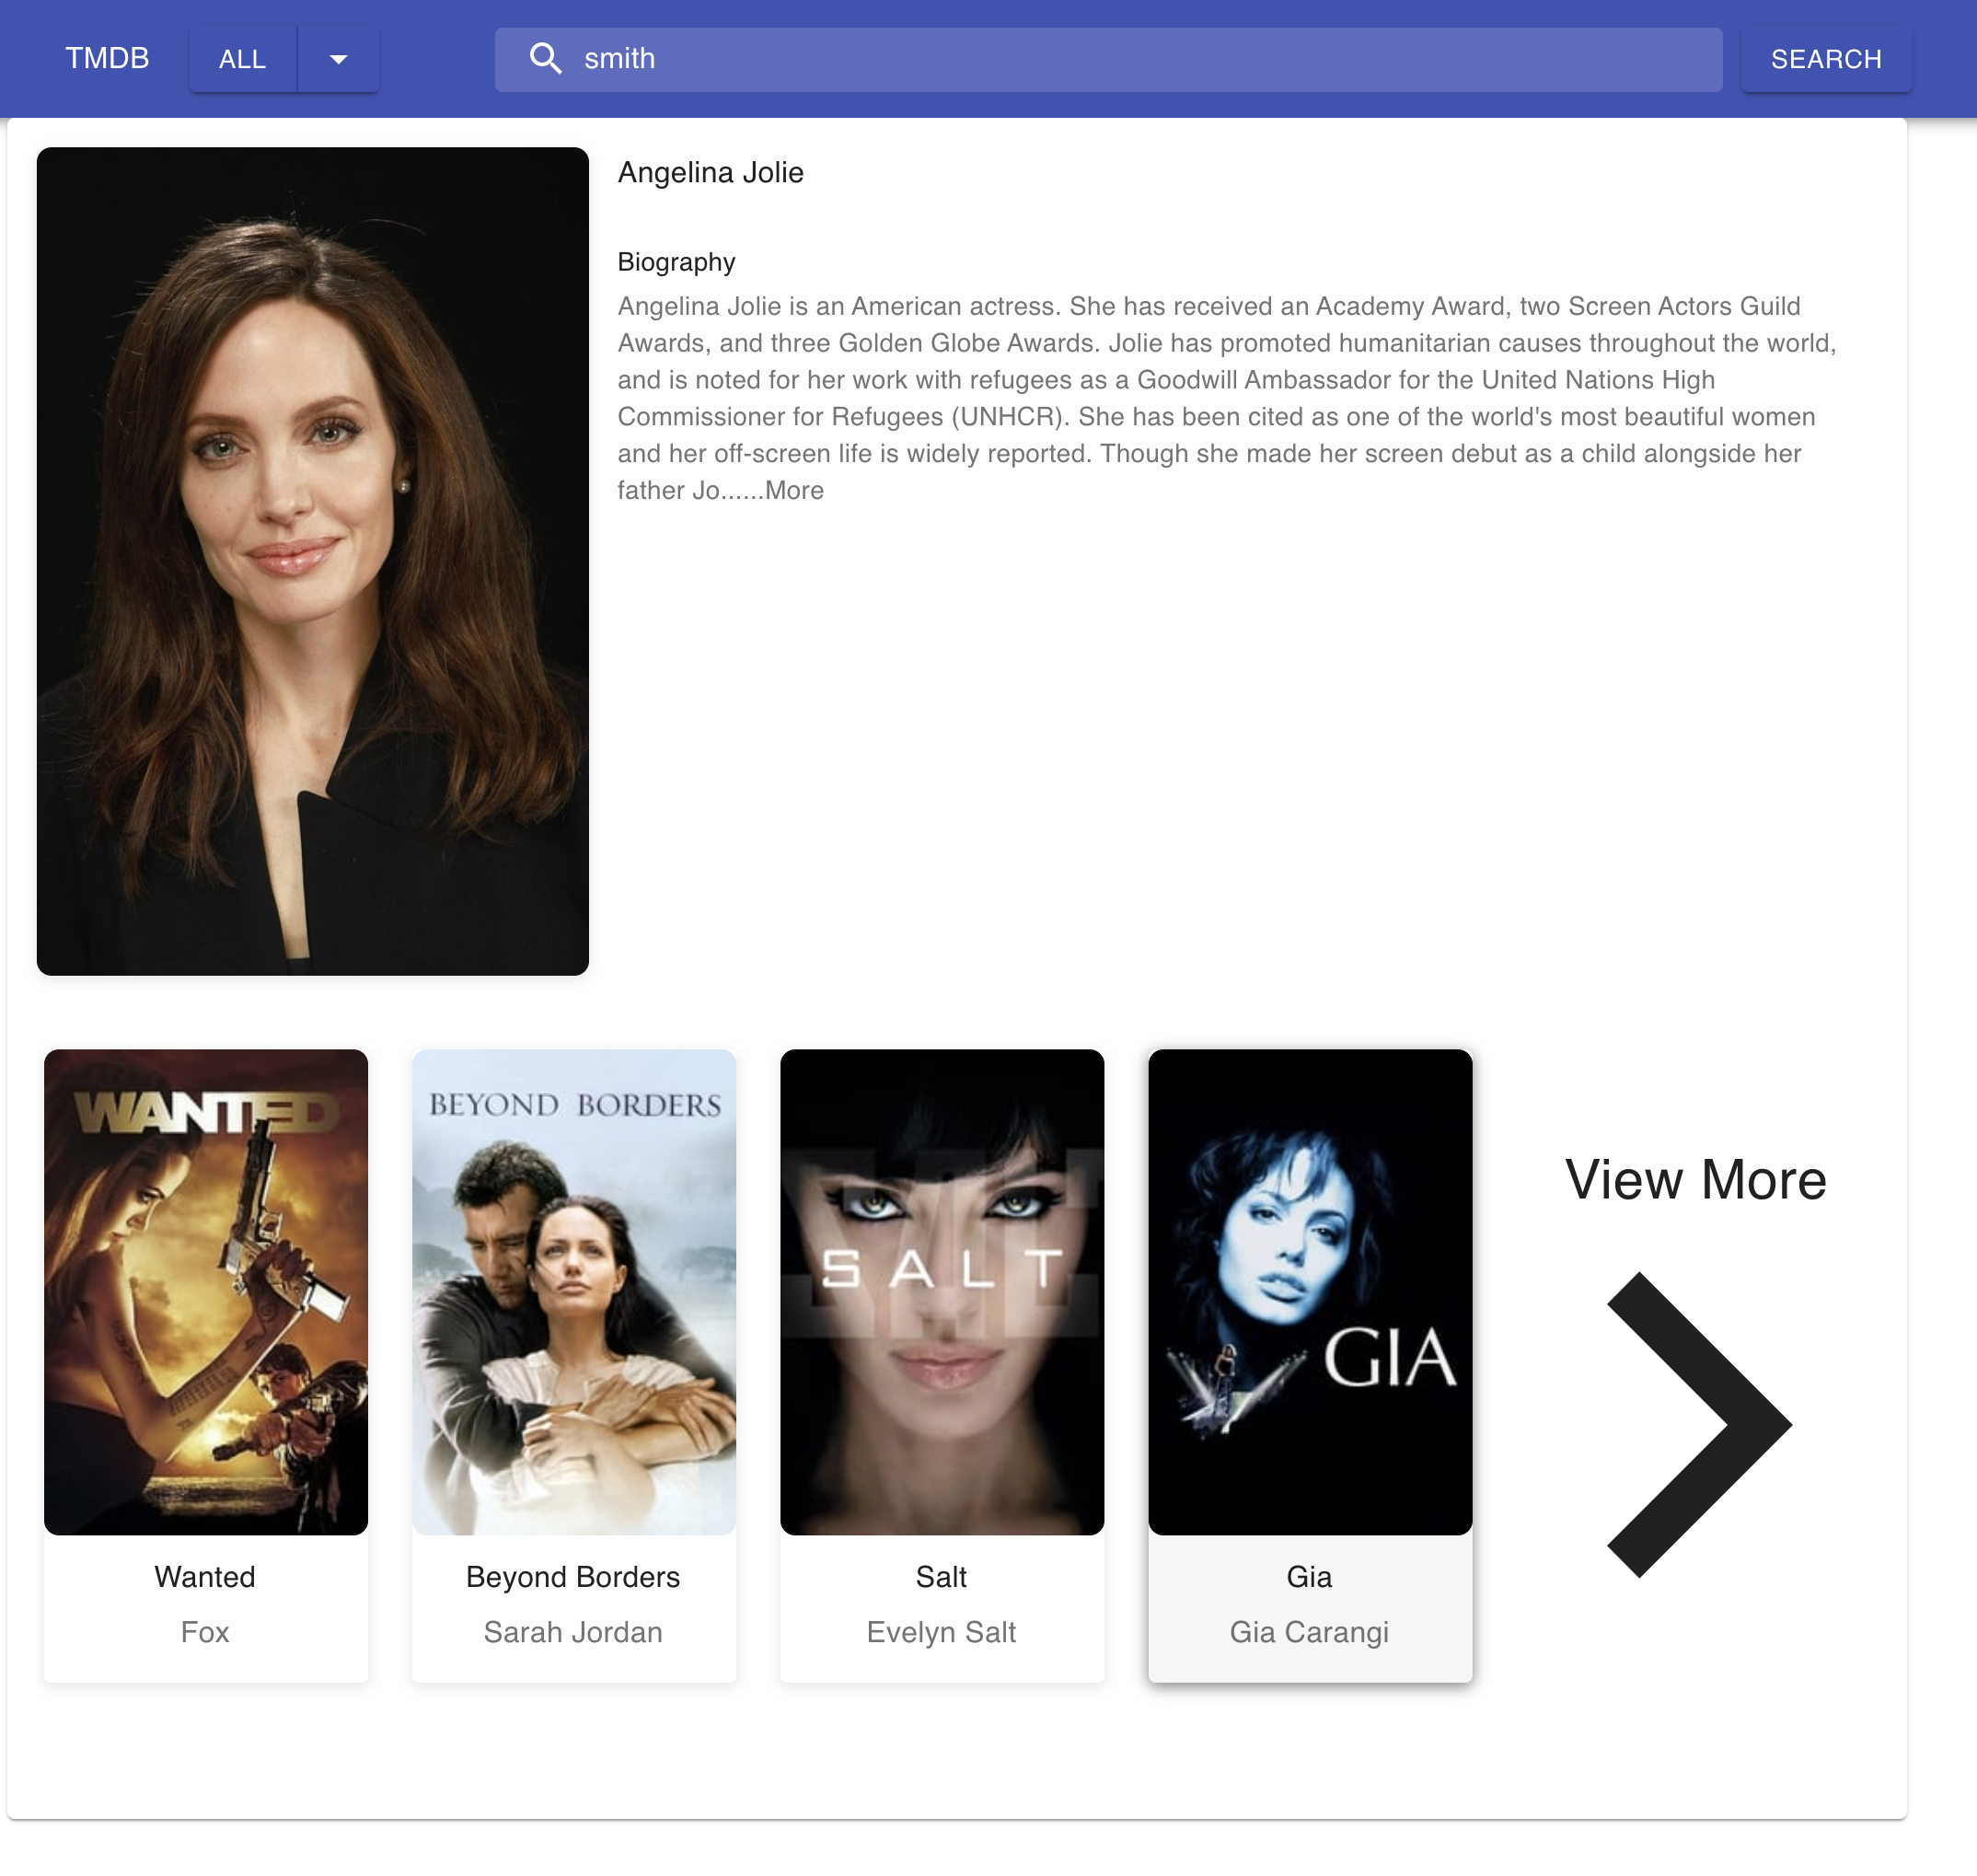 TMDB
ALL
smith
SEARCH
Angelina Jolie
Biography
Angelina Jolie is an American actress. She has received an Academy Award, two Screen Actors Guild
Awards, and three Golden Globe Awards. Jolie has promoted humanitarian causes throughout the world,
and is noted for her work with refugees as a Goodwill Ambassador for the United Nations High
Commissioner for Refugees (UNHCR). She has been cited as one of the world's most beautiful women
and her off-screen life is widely reported. Though she made her screen debut as a child alongside her
father Jo......More
WANTED
BEYOND BORDERS
SALT
GIA
View More
Wanted
Fox
Beyond Borders
Sarah Jordan
Salt
Evelyn Salt
Gia
Gia Carangi